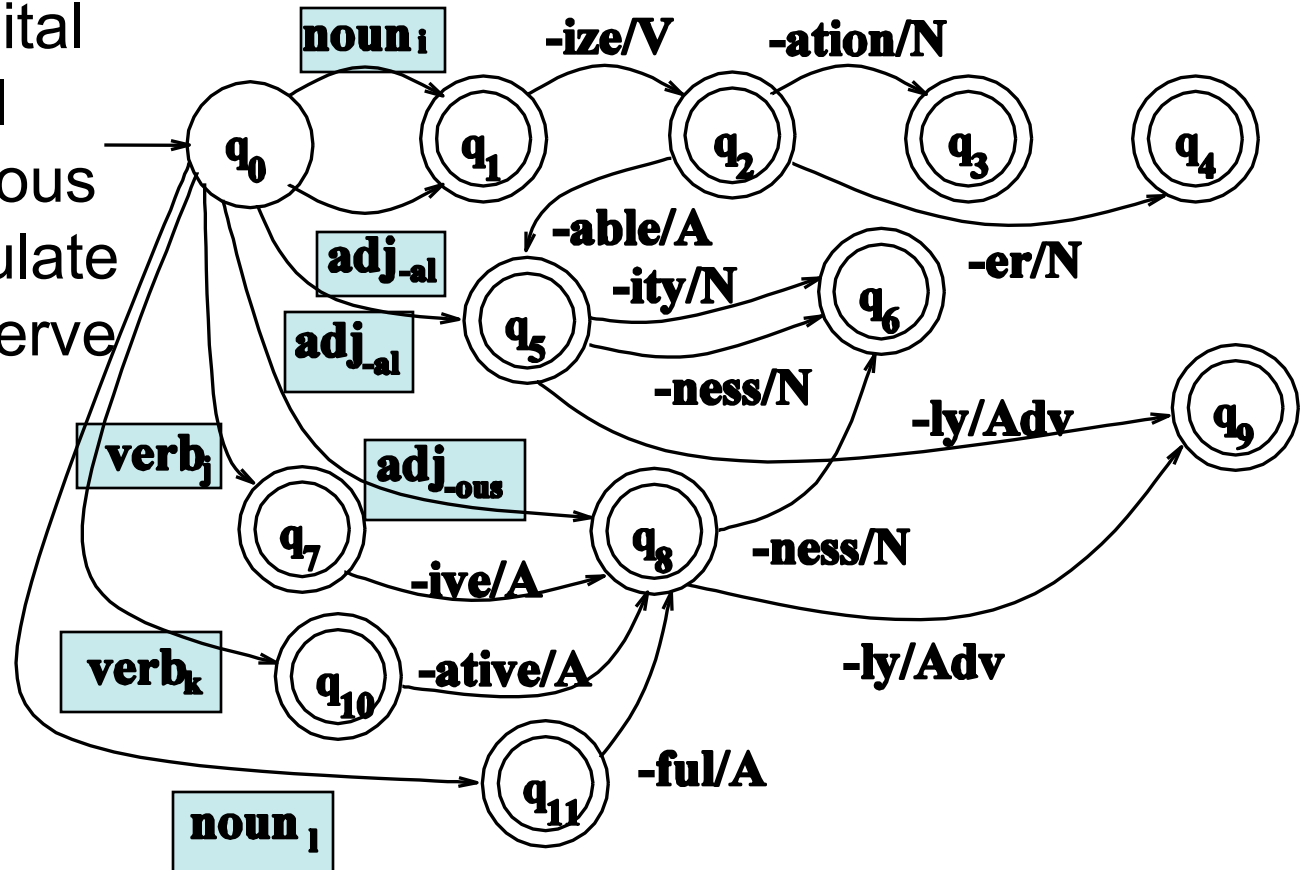 ital
l
ous
ulate
erve
noun i
-ize/V
-ation/N
q0
q1
q2
q3
q4
adj-al
-able/A
-er/N
-ity/N
q5
q6
adj-al
-ness/N
-ly/Adv
q9
verbj
adj-ous
q7
q8
-ness/N
-ive/A
verbk
q10
-ative/A
-ly/Adv
noun l
q11
-ful/A